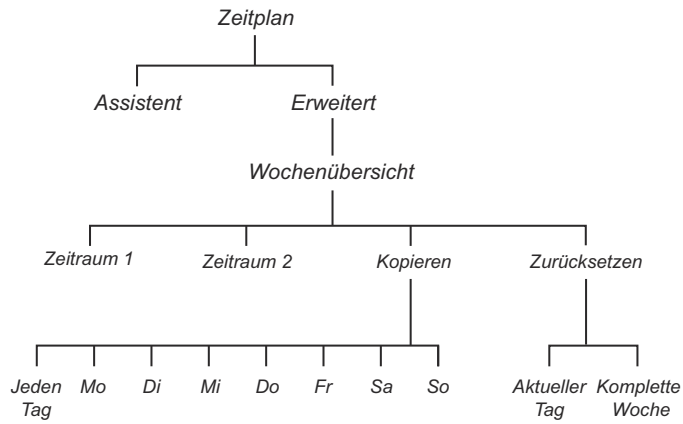 Zeitplan
Assistent
Erweitert
Wochenübersicht
Zeitraum 1
Zeitraum 2
Kopieren
Zurücksetzen
Jeden
Tag
Mo
Di
Mi
Do
Fr
Sa
So
Aktueller
Tag
Komplette
Woche